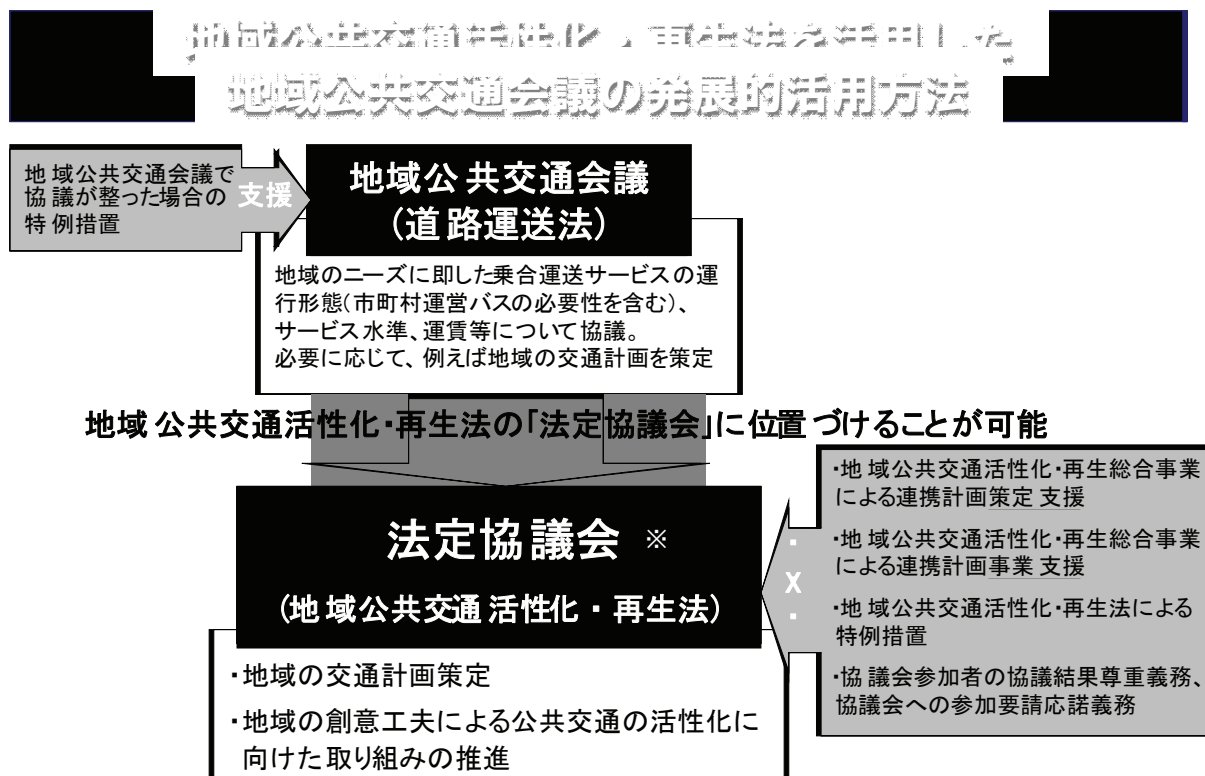 地域公共交通活性化・再生法を活用した
地域公共交通会議の発展的活用方法
地域公共交通会議で
協議が整った場合の
特例措置
支援
地域公共交通会議
(道路運送法)
地域のニーズに即した乗合運送サービスの運
行形態(市町村運営バスの必要性を含む)、
サービス水準、運賃等について協議。
必要に応じて、例えば地域の交通計画を策定
地域公共交通活性化・再生法の「法定協議会」に位置づけることが可能
法定協議会 ※
(地域公共交通活性化・再生法)
・地域の交通計画策定
・地域の創意工夫による公共交通の活性化に
向けた取り組みの推進
・X・
・地域公共交通活性化・再生総合事業
による連携計画策定支援
・地域公共交通活性化・再生総合事業
による連携計画事業支援
・地域公共交通活性化・再生法による
特例措置
・協議会参加者の協議結果尊重義務、
協議会への参加要請応諾義務